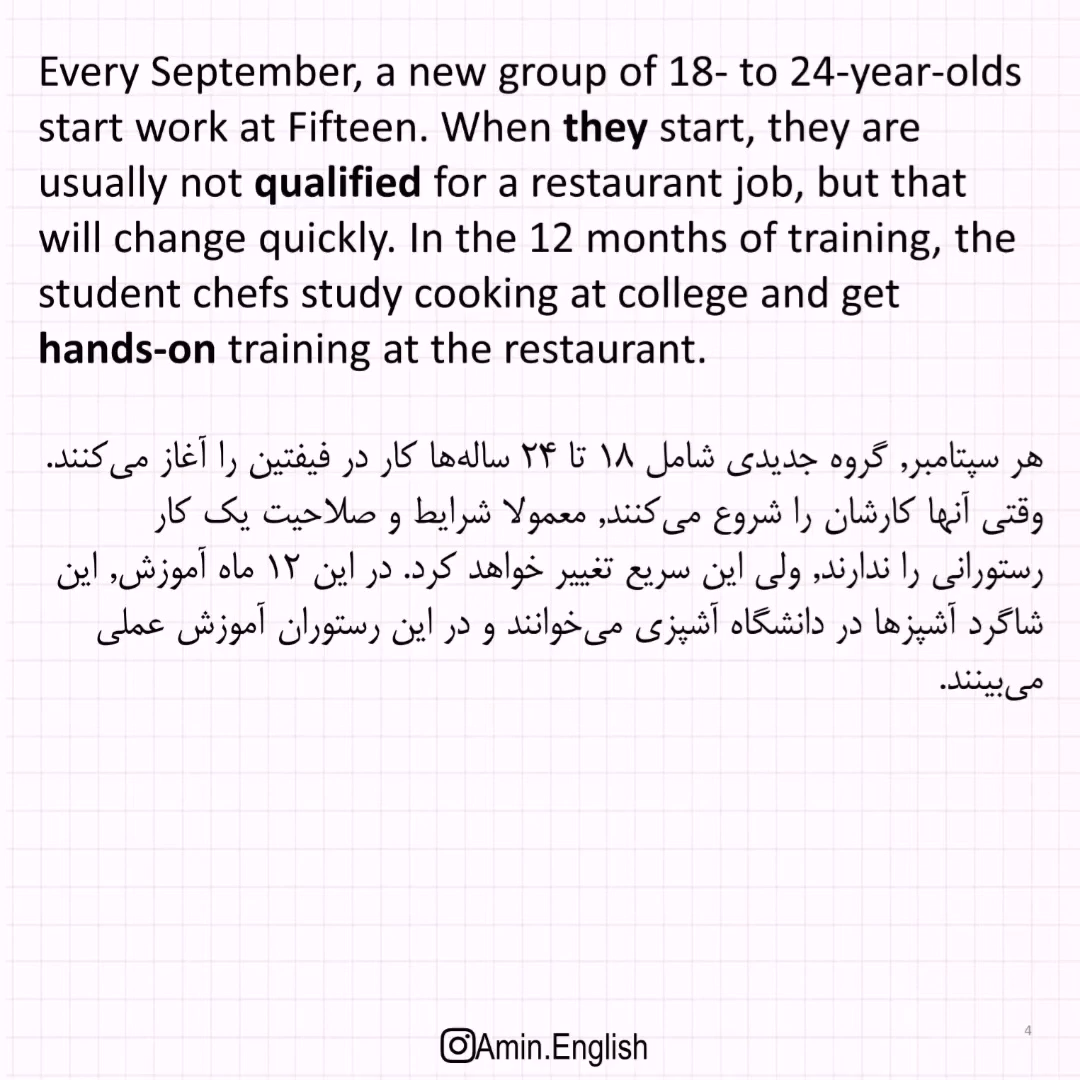 Every September, a new group of 18- to 24-year-olds
start work at Fifteen. When they start, they are
usually not qualified for a restaurant job, but that
will change quickly. In the 12 months of training, the
student chefs study cooking at college and get
hands-on training at the restaurant.
هر سپتامبر, گروه جدیدی شامل ۱۸ تا ۲۴ ساله‌ها کار در فیفتین را آغاز می‌کنند.
وقتی آنها کارشان را شروع می‌کنند, معمولا شرایط و صلاحیت یک کار
رستورانی را ندارند, ولی این سریع تغییر خواهد کرد. در این ۱۲ ماه آموزش, این
شاگرد آشپزها در دانشگاه آشپزی می‌خوانند و در این رستوران آموزش عملی
می‌بینند.
4
Amin.English